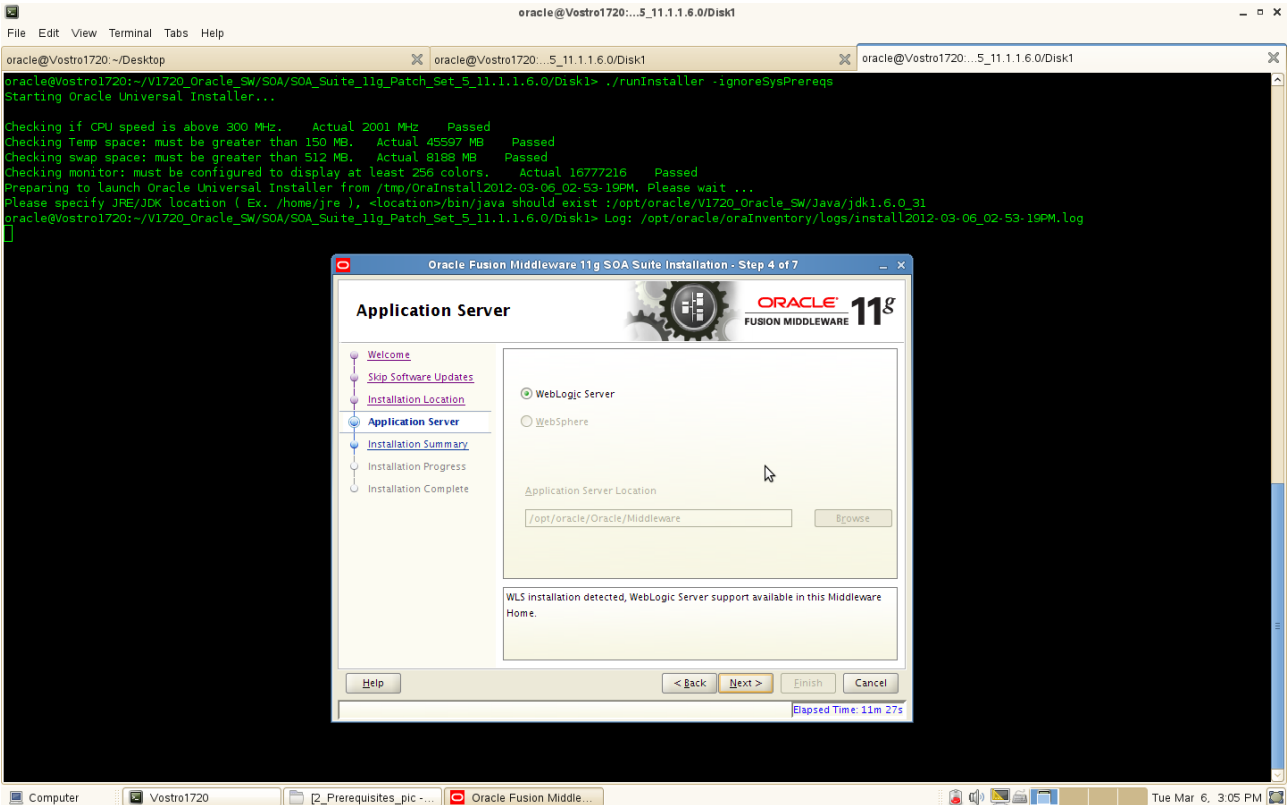 oracle@Vostro1720:...5_11.1.1.6.0/Disk1
File Edit View Terminal Tabs Help
oracle@Vostro1720:~/Desktop
oracle@Vostro1720:...5_11.1.1.6.0/Disk1
oracle@Vostro1720:...5_11.1.1.6.0/Disk1
oracle@Vostro1720:~/V1720_Oracle_SW/SOA/SOA_Suite_11g_Patch_Set_5_11.1.1.6.0/Disk1> ./runInstaller -ignoreSysPrereqs
Starting Oracle Universal Installer...
Checking if CPU speed is above 300 MHz. Actual 2001 MHz Passed
Checking Temp space: must be greater than 150 MB. Actual 45597 MB Passed
Checking swap space: must be greater than 512 MB. Actual 8188 MB Passed
Checking monitor: must be configured to display at least 256 colors. Actual 16777216 Passed
Preparing to launch Oracle Universal Installer from /tmp/OraInstall2012-03-06_02-53-19PM. Please wait ...
Please specify JRE/JDK location ( Ex. /home/jre ), <location>/bin/java should exist :/opt/oracle/V1720_Oracle_SW/Java/jdk1.6.0_31
oracle@Vostro1720:~/V1720_Oracle_SW/SOA/SOA_Suite_11g_Patch_Set_5_11.1.1.6.0/Disk1> Log: /opt/oracle/oraInventory/logs/install2012-03-06_02-53-19PM.log
Oracle Fusion Middleware 11g SOA Suite Installation - Step 4 of 7
Application Server
ORACLE
FUSION MIDDLEWARE 11g
Welcome
Skip Software Updates
Installation Location
Application Server
Installation Summary
Installation Progress
Installation Complete
WebLogic Server
WebSphere
Application Server Location
/opt/oracle/Oracle/Middleware
Browse
WLS installation detected, WebLogic Server support available in this Middleware
Home.
Help
< Back
Next >
Finish
Cancel
Elapsed Time: 11m 27s
Computer
Vostro1720
[2_Prerequisites_pic -...
Oracle Fusion Middle...
Tue Mar 6, 3:05 PM